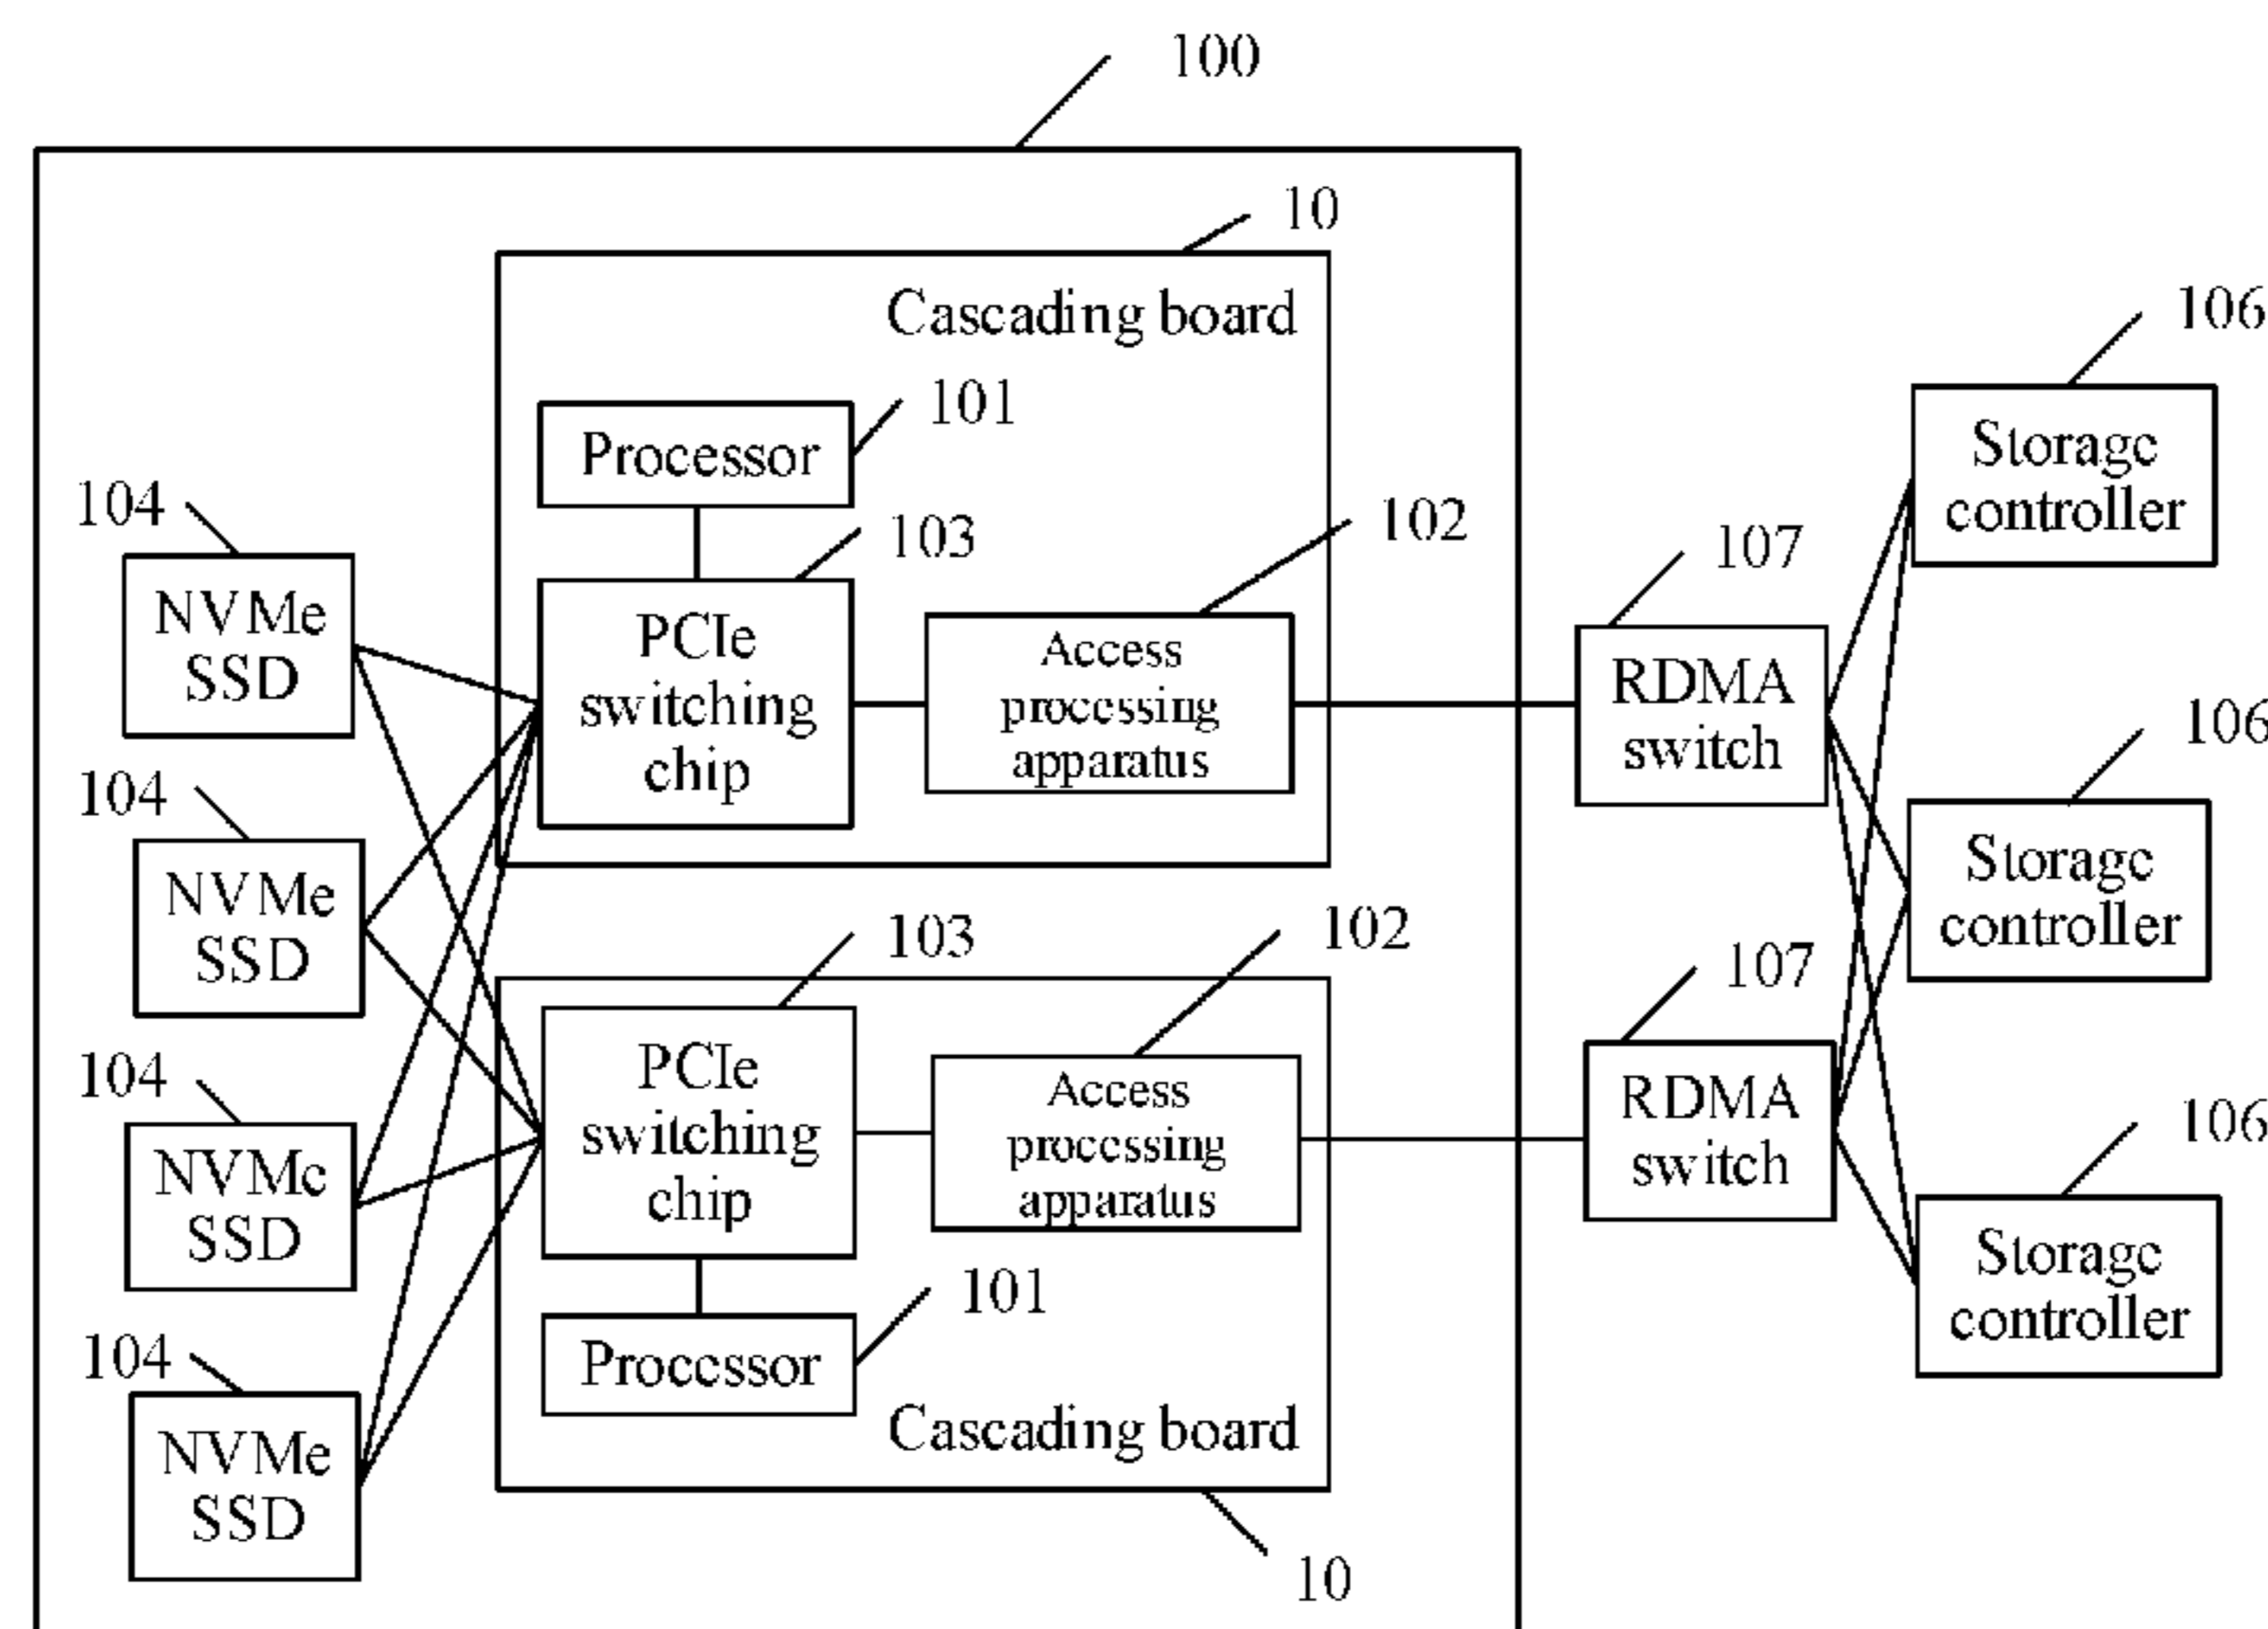 100
10
Cascading board
106
101
Processor
Storage
controller
104
103
102
107
NVMe
SSD
PCIe
switching
chip
Access
processing
apparatus
RDMA
switch
106
Storage
controller
104
NVMe
SSD
103
102
107
PCIe
switching
chip
Access
processing
apparatus
RDMA
switch
106
Storage
controller
104
NVMe
SSD
101
Processor
Cascading board
104
NVMe
SSD
10